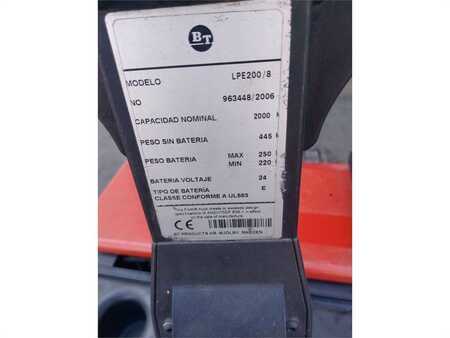 BT
MODELO LPE200/8
NO 963448/2006
CAPACIDAD NOMINAL 2000
PESO SIN BATERIA 445
PESO BATERIA MAX 250
MIN 220
BATERIA VOLTAJE 24
TIPO DE BATERIA E
CLASSE CONFORME A UL583
CE
BT PRODUCTS AB, MJÖLBY, SWEDEN